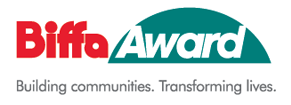 Biffa Award
Building communities. Transforming lives.